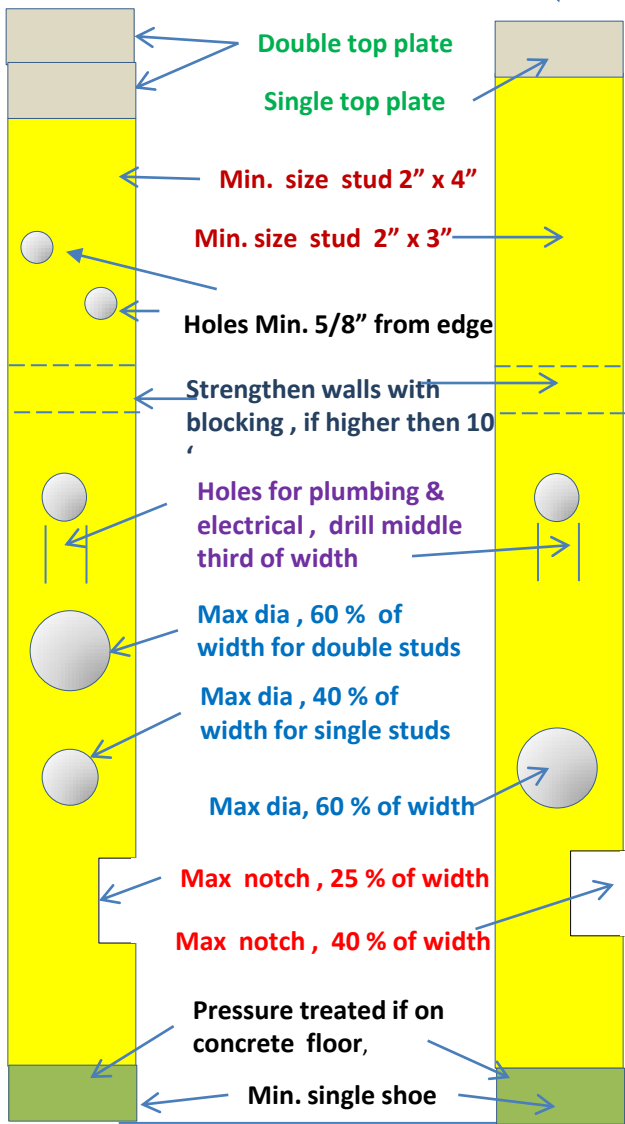 Double top plate
Single top plate
Min. size stud 2” x 4”
Min. size stud 2” x 3”
Holes Min. 5/8” from edge
Strengthen walls with
blocking , if higher then 10
‘
Holes for plumbing &
electrical , drill middle
third of width
Max dia , 60 % of
width for double studs
Max dia , 40 % of
width for single studs
Max dia, 60 % of width
Max notch , 25 % of width
Max notch , 40 % of width
Pressure treated if on
concrete floor,
Min. single shoe